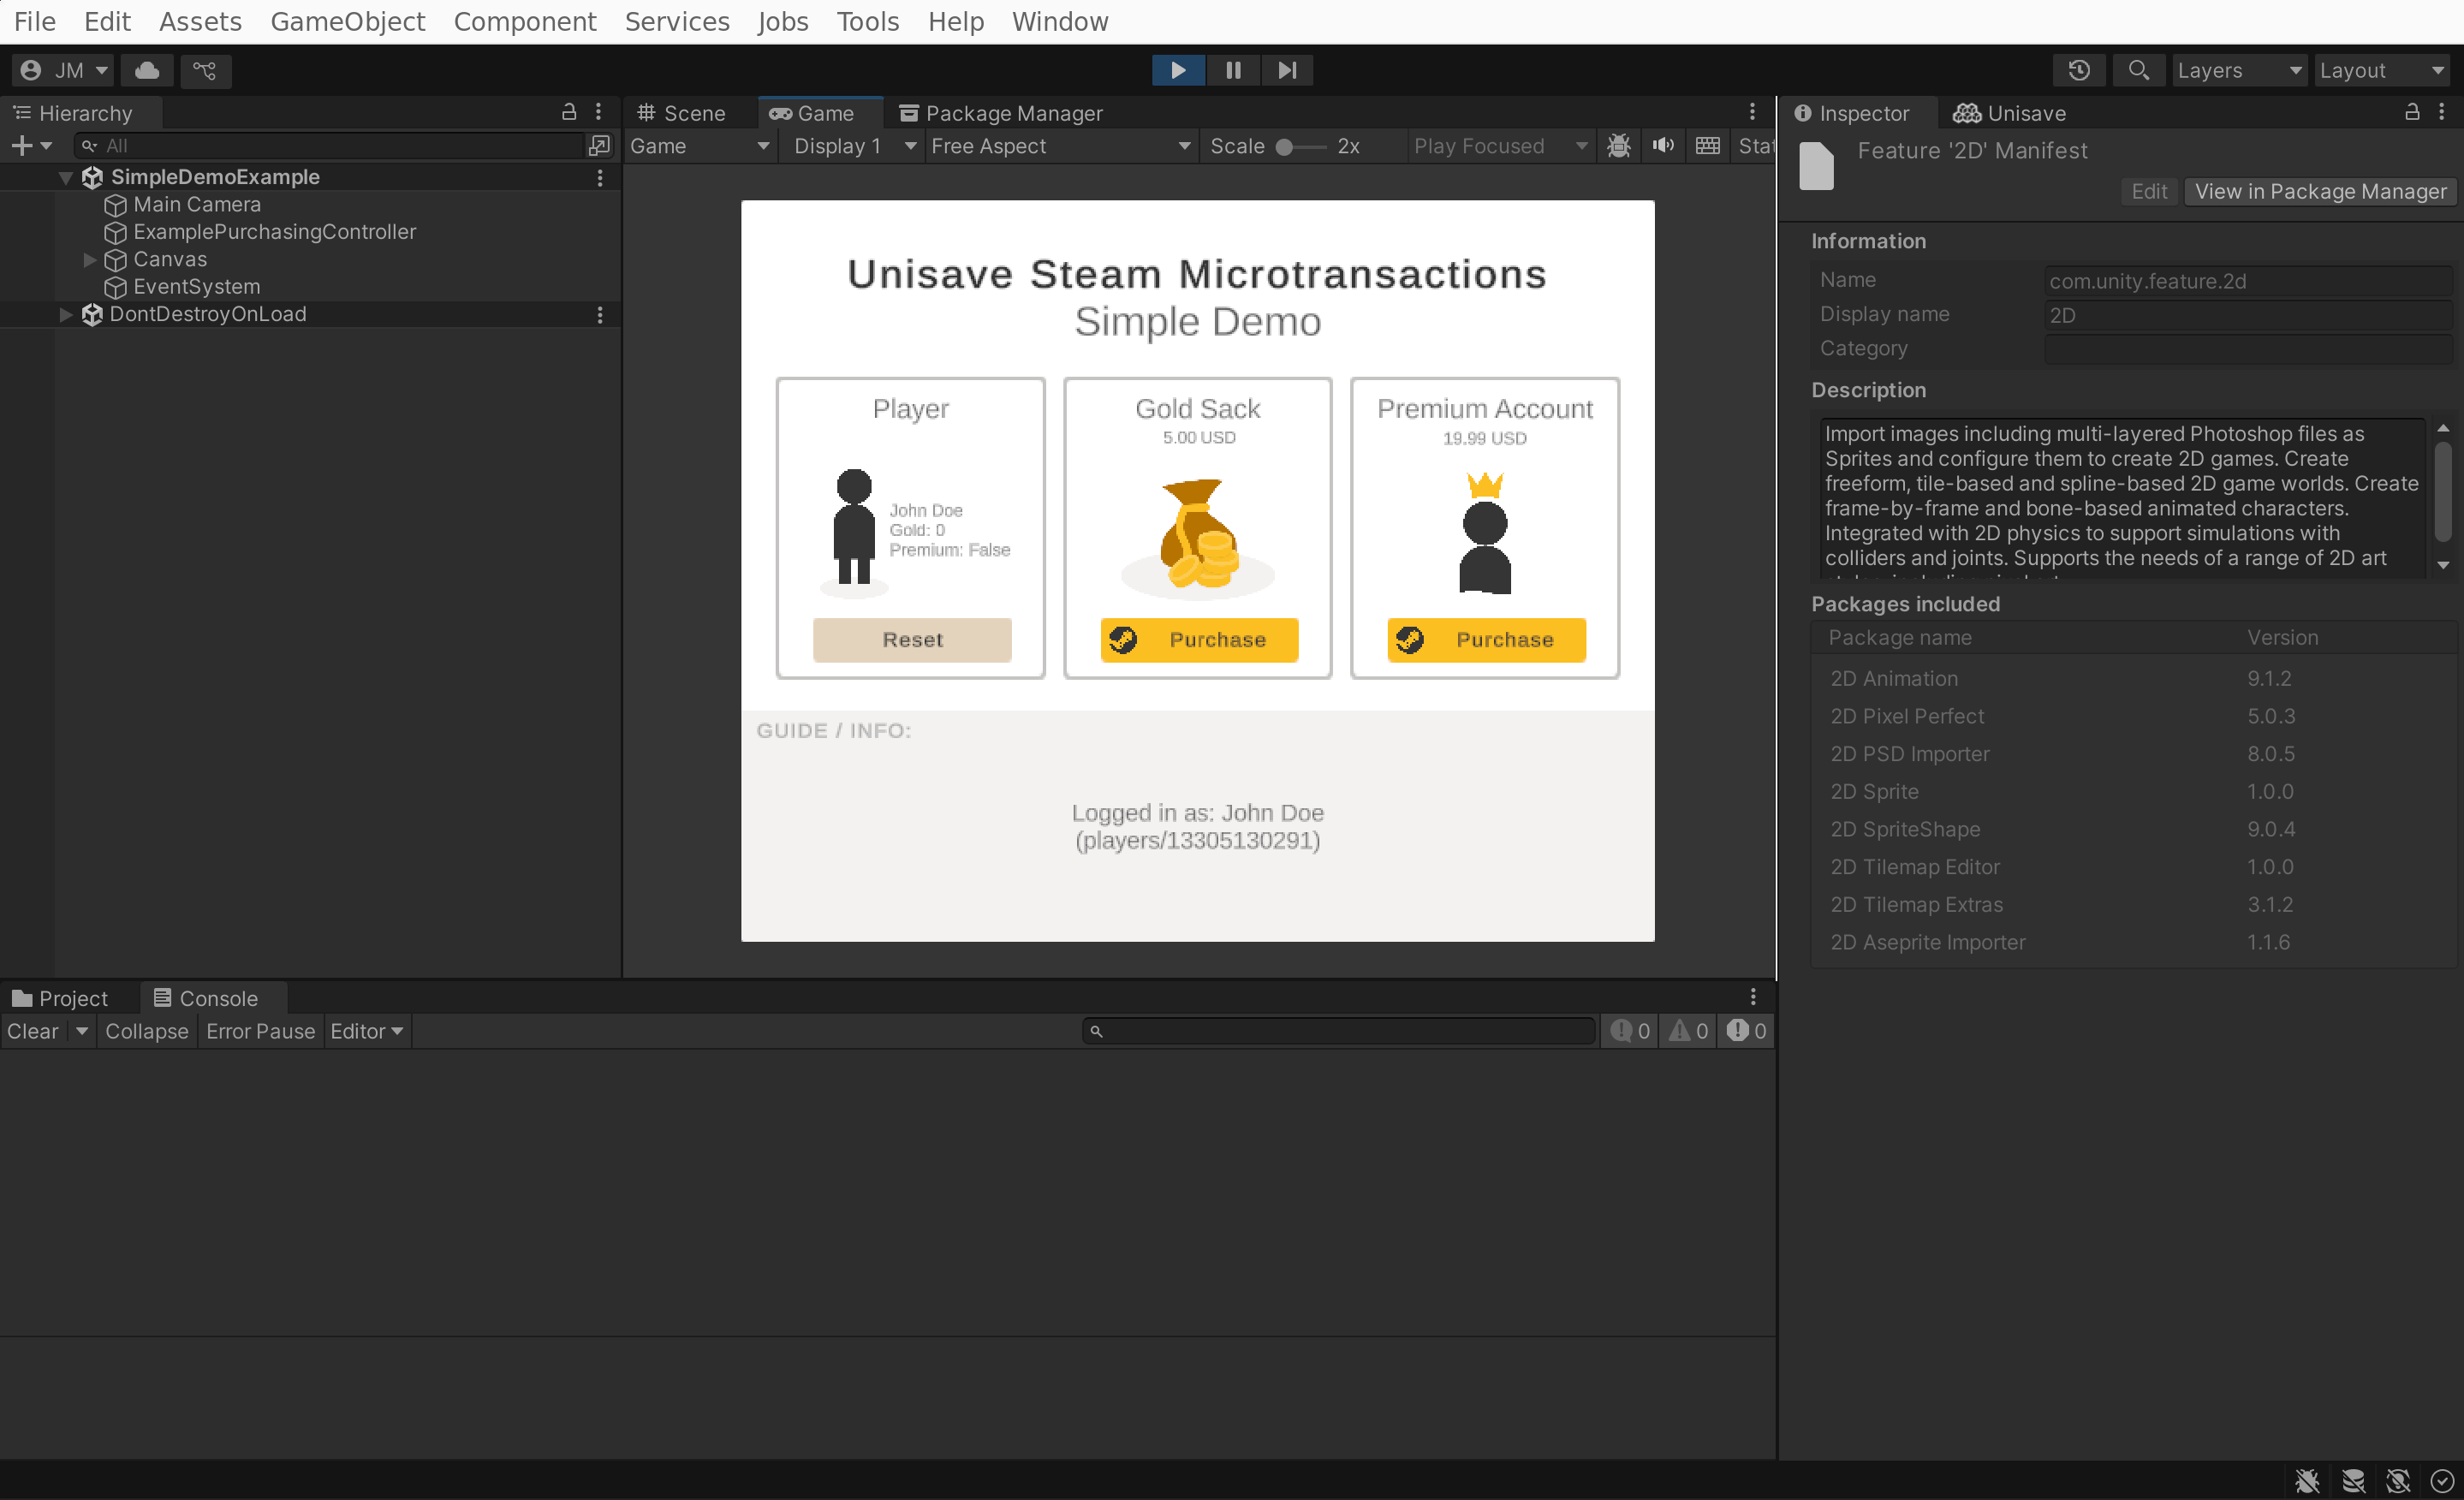 File Edit Assets GameObject Component Services Jobs Tools Help Window
JM Layers Layout
Hierarchy
All
SimpleDemoExample
Main Camera
ExamplePurchasingController
Canvas
EventSystem
DontDestroyOnLoad
Scene Game Package Manager
Game Display 1 Free Aspect Scale 2x Play Focused Stat
Unisave Steam Microtransactions
Simple Demo
Player
John Doe
Gold: 0
Premium: False
Reset
Gold Sack
5.00 USD
Purchase
Premium Account
19.99 USD
Purchase
GUIDE / INFO:
Logged in as: John Doe
(players/13305130291)
Inspector Unisave
Feature '2D' Manifest
Edit View in Package Manager
Information
Name com.unity.feature.2d
Display name 2D
Category
Description
Import images including multi-layered Photoshop files as
Sprites and configure them to create 2D games. Create
freeform, tile-based and spline-based 2D game worlds. Create
frame-by-frame and bone-based animated characters.
Integrated with 2D physics to support simulations with
colliders and joints. Supports the needs of a range of 2D art
Packages included
Package name Version
2D Animation 9.1.2
2D Pixel Perfect 5.0.3
2D PSD Importer 8.0.5
2D Sprite 1.0.0
2D SpriteShape 9.0.4
2D Tilemap Editor 1.0.0
2D Tilemap Extras 3.1.2
2D Aseprite Importer 1.1.6
Project Console
Clear Collapse Error Pause Editor 0 0 0